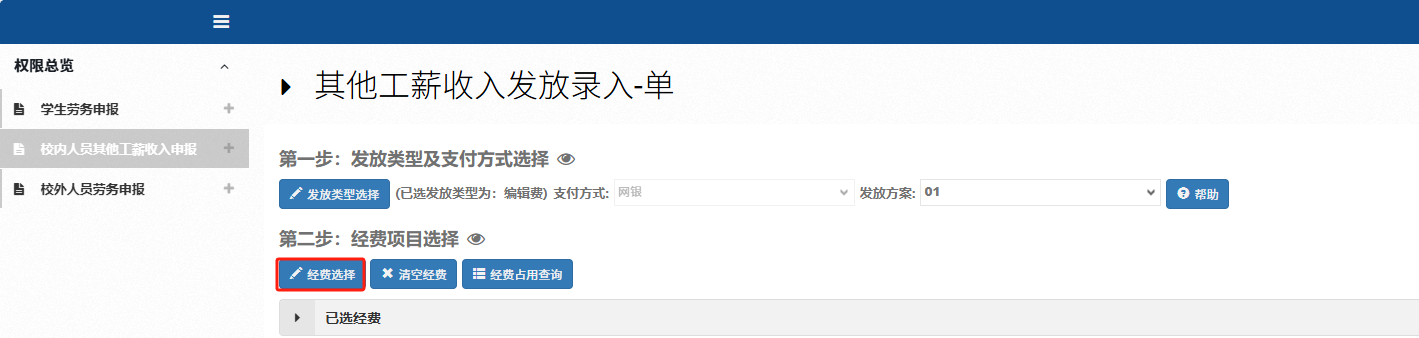 权限总览
学生劳务申报
校内人员其他工薪收入申报
校外人员劳务申报
其他工薪收入发放录入-单
第一步：发放类型及支付方式选择
发放类型选择 (已选发放类型为：编辑费) 支付方式: 网银 发放方案: 01 帮助
第二步：经费项目选择
经费选择 清空经费 经费占用查询
已选经费